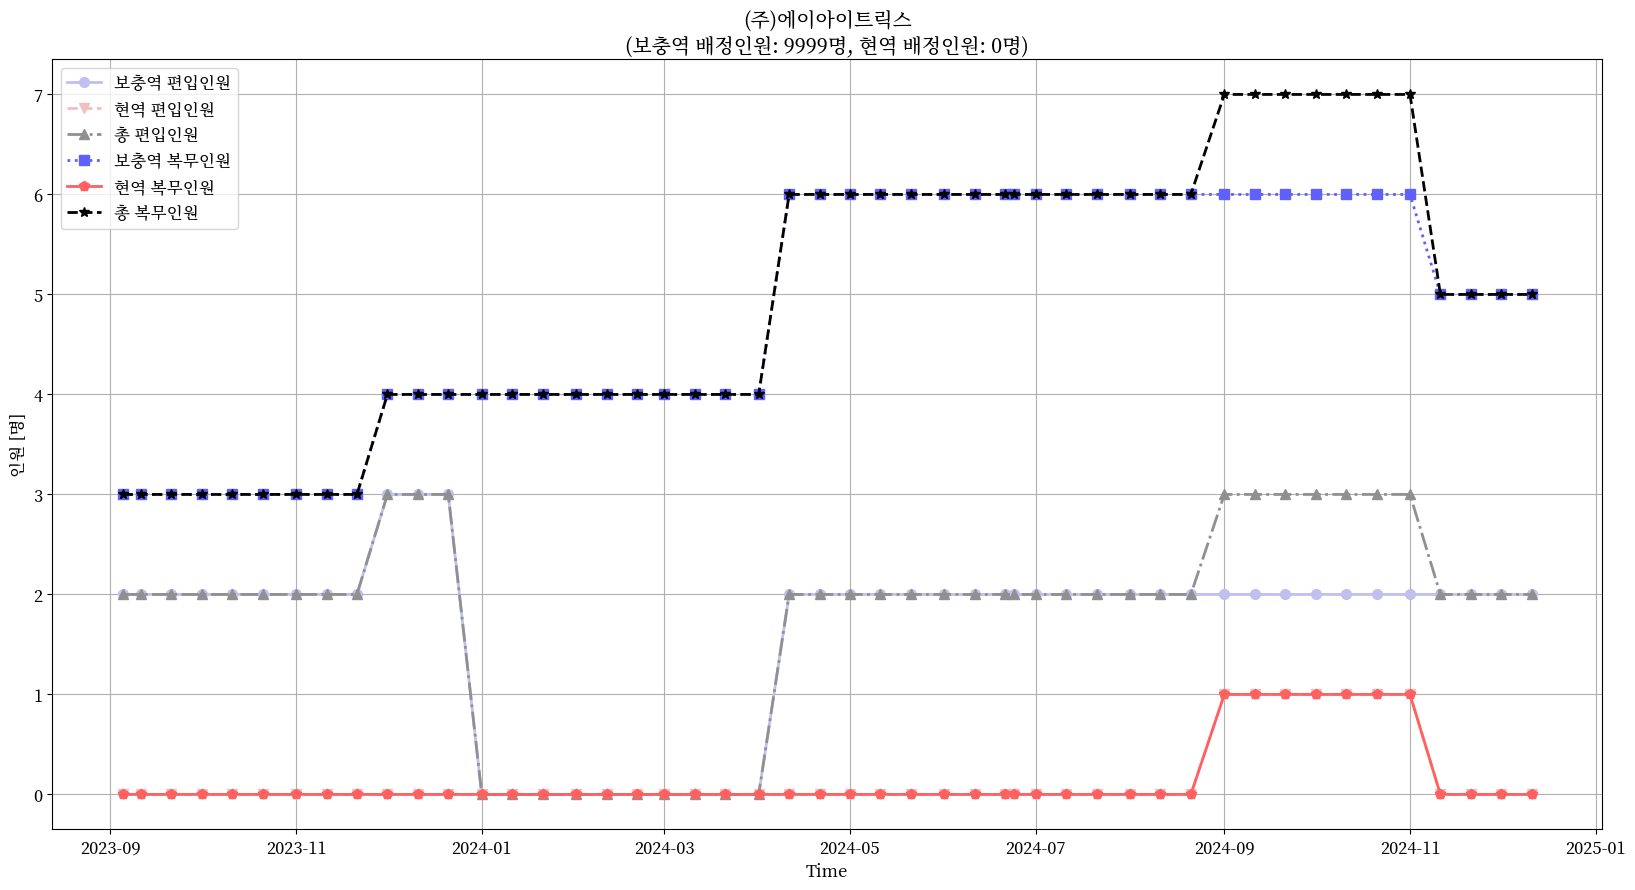 (주)에이아이트릭스
(보충역 배정인원: 9999명, 현역 배정인원: 0명)
보충역 편입인원
현역 편입인원
총 편입인원
보충역 복무인원
현역 복무인원
총 복무인원
7
6
5
4
3
2
1
0
인원 [명]
2023-09
2023-11
2024-01
2024-03
2024-05
2024-07
2024-09
2024-11
2025-01
Time